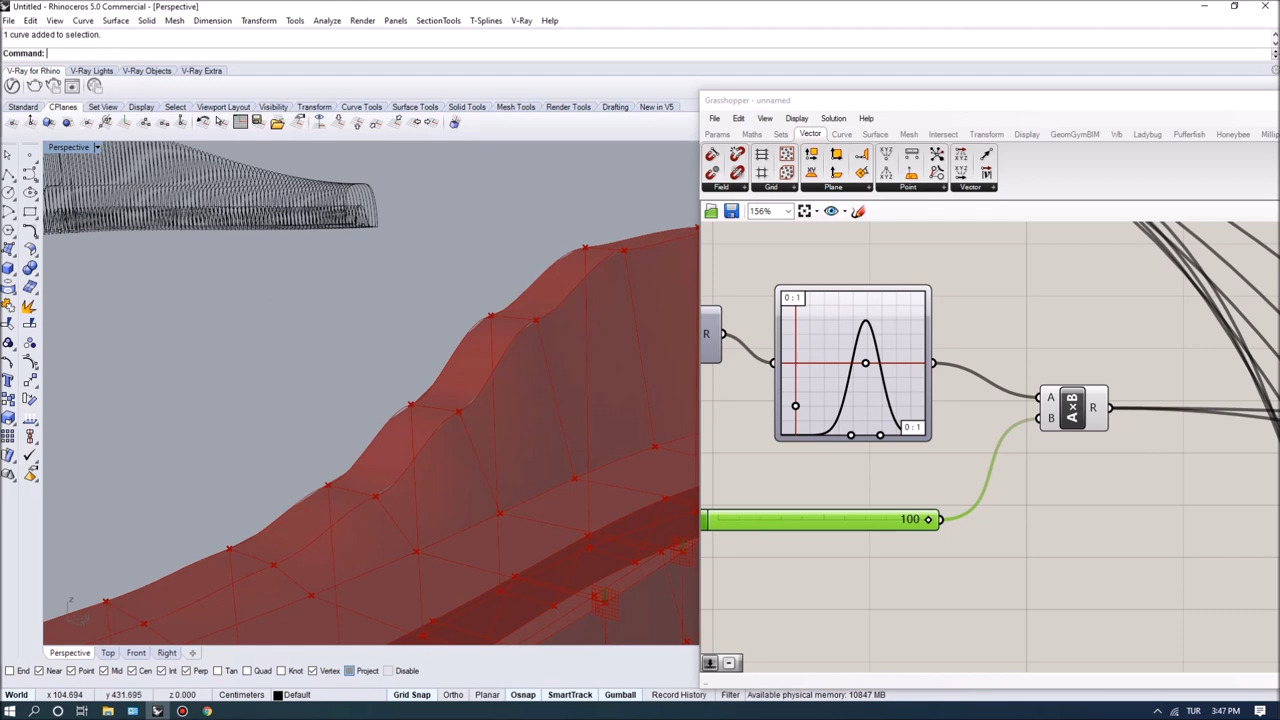 Untitled - Rhinoceros 5.0 Commercial - [Perspective]
File Edit View Curve Surface Solid Mesh Dimension Transform Tools Analyze Render Panels SectionTools T-Splines V-Ray Help
1 curve added to selection.
Command:
V-Ray for Rhino V-Ray Lights V-Ray Objects V-Ray Extra
Standard CPlanes Set View Display Select Viewport Layout Visibility Transform Curve Tools Surface Tools Solid Tools Mesh Tools Render Tools Drafting New in V5
Perspective
Grasshopper - unnamed
File Edit View Display Solution Help
Params Maths Sets Vector Curve Surface Mesh Intersect Transform Display GeomGymBIM Wb Ladybug Pufferfish Honeybee
Field Grid Plane Point Vector
156%
0 : 1
R
0 : 1
A
B
A×B
R
100
z
Perspective Top Front Right
End Near Point Mid Cen Int Perp Tan Quad Knot Vertex Project Disable
World x 104.694 y 431.695 z 0.000 Centimeters Default Grid Snap Ortho Planar Osnap SmartTrack Gumball Record History Filter Available physical memory: 10847 MB
TUR 3:47 PM